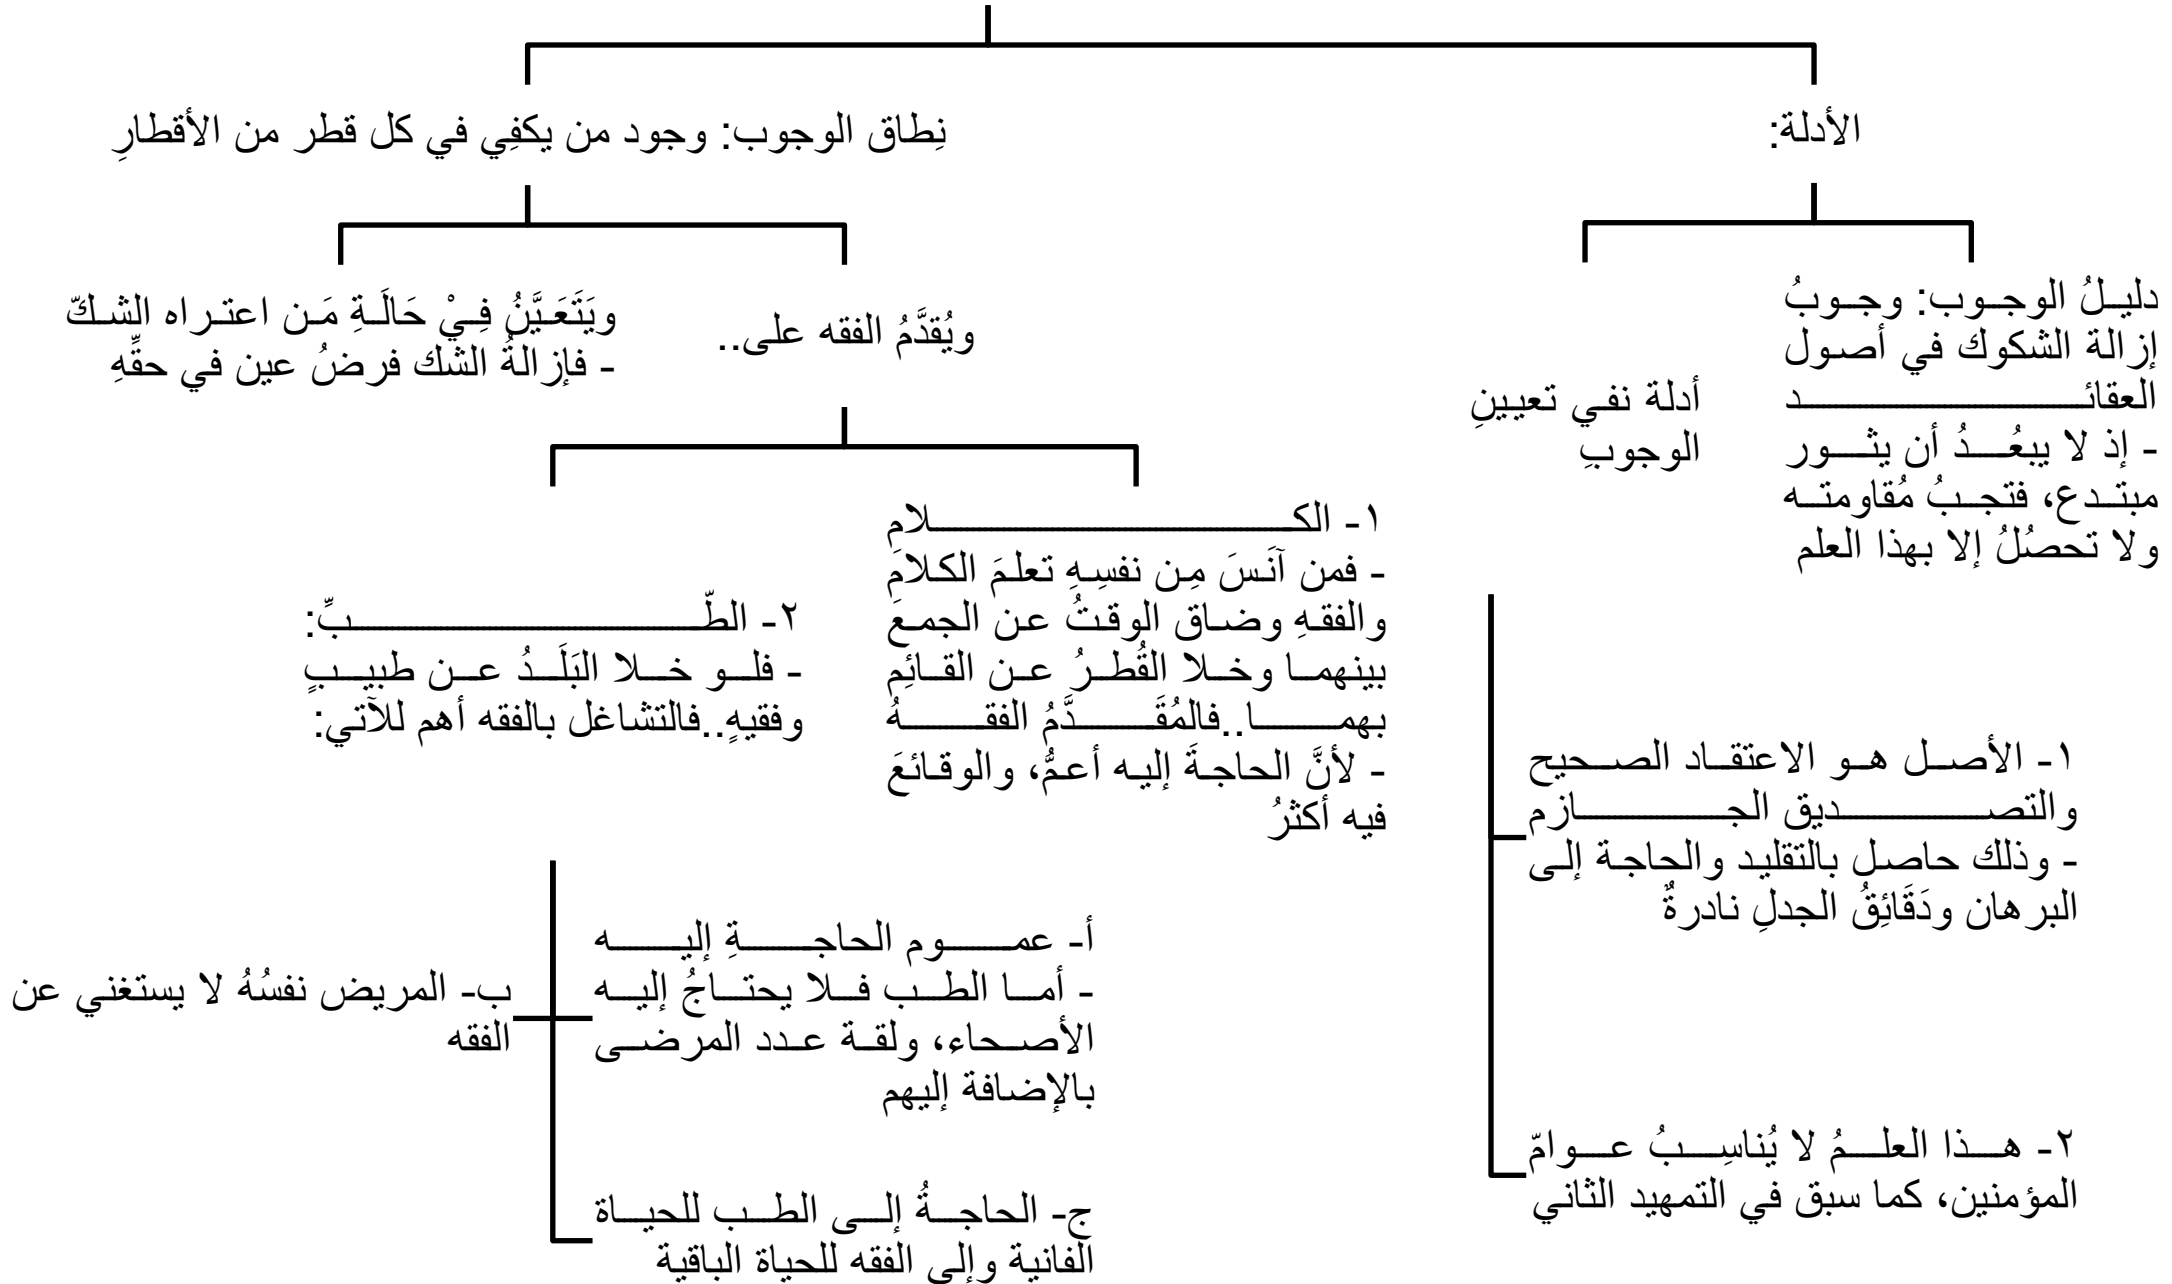 الأدلة:
نِطاق الوجوب: وجود من يكفِي في كل قطر من الأقطارِ
دليلُ الوجوب: وجوبُ
إزالة الشكوك في أصول
العقائد
- إذ لا يبعُدُ أن يثور
مبتدع، فتجبُ مُقاومته
ولا تحصُلُ إلا بهذا العلم
أدلة نفي تعيينِ
الوجوبِ
١- الأصل هو الاعتقاد الصحيح
والتصديق الجازم
- وذلك حاصل بالتقليد والحاجة إلى
البرهان ودَقَائِقُ الجدلِ نادرةٌ
٢- هذا العلمُ لا يُناسِبُ عوامّ
المؤمنين، كما سبق في التمهيد الثاني
ويُقدَّمُ الفقه على..
ويَتَعَيَّنُ فِيْ حَالَةِ مَن اعتراه الشكّ
- فإزالةُ الشك فرضُ عين في حقِّهِ
١- الكلامِ
- فمن آنَسَ مِن نفسِهِ تعلمَ الكلامَ
والفقهِ وضاق الوقتُ عن الجمعَ
بينهما وخلا القُطرُ عن القائِم
بهما..فالمُقَدَّمُ الفقهُ
- لأنَّ الحاجةَ إليه أعمُّ، والوقائعَ
فيه أكثرُ
٢- الطّبِّ:
- فلو خلا البَلَدُ عن طبيبٍ
وفقيهٍ..فالتشاغل بالفقه أهم للآتي:
أ- عموم الحاجةِ إليه
- أما الطب فلا يحتاجُ إليه
الأصحاء، ولقة عدد المرضى
بالإضافة إليهم
ب- المريض نفسُهُ لا يستغني عن
الفقه
ج- الحاجةُ إلى الطب للحياة
الفانية وإلى الفقه للحياة الباقية